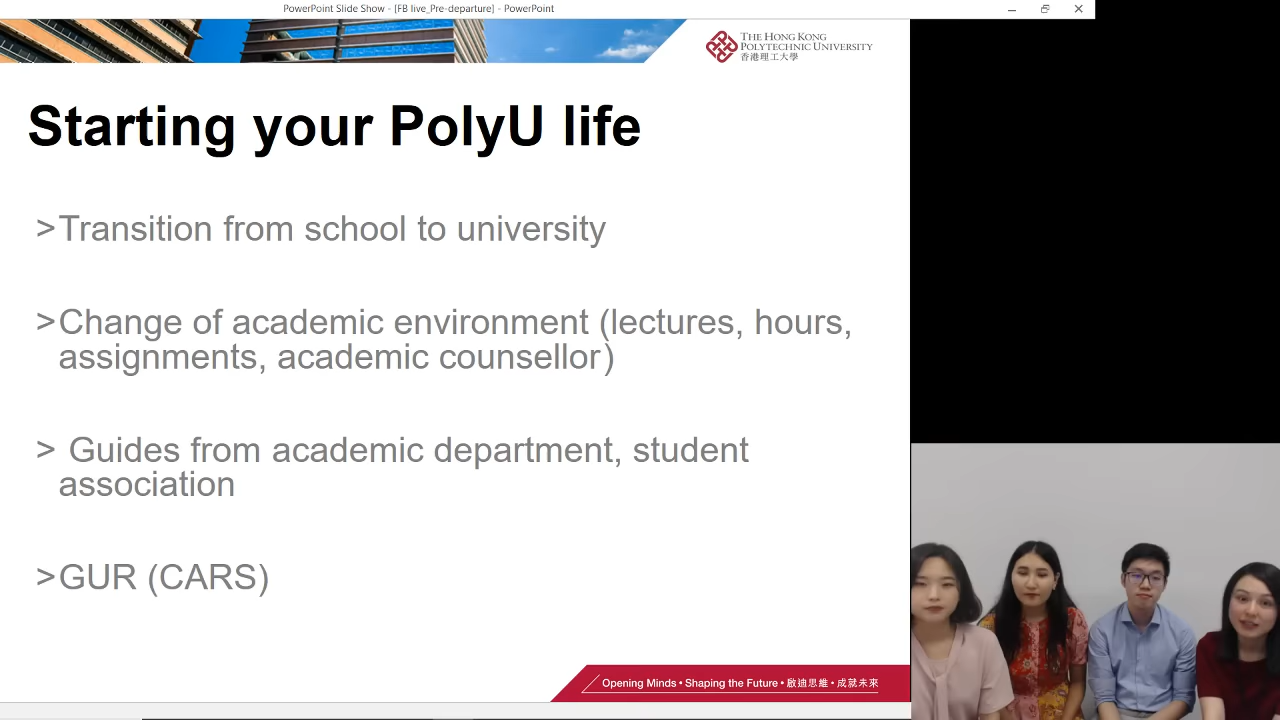 PowerPoint Slide Show - [FB live_Pre-departure] - PowerPoint
THE HONG KONG
POLYTECHNIC UNIVERSITY
香港理工大學
Starting your PolyU life
>Transition from school to university
>Change of academic environment (lectures, hours,
assignments, academic counsellor)
> Guides from academic department, student
association
>GUR (CARS)
Opening Minds • Shaping the Future • 啟迪思維 • 成就未來